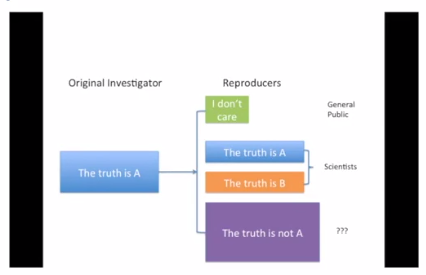 Original Investigator
Reproducers
I don't
care
General
Public
The truth is A
The truth is A
Scientists
The truth is B
The truth is not A
???